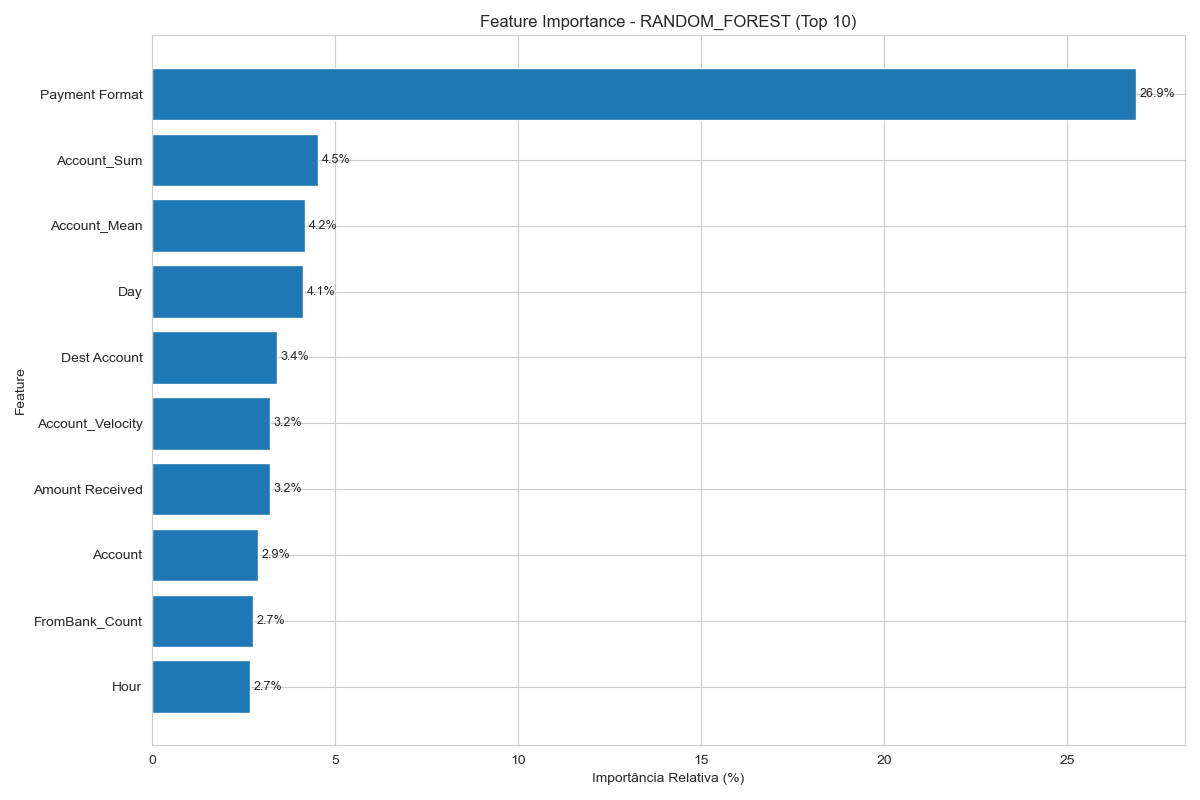 Feature Importance - RANDOM_FOREST (Top 10)
Payment Format
26.9%
Account_Sum
4.5%
Account_Mean
4.2%
Day
4.1%
Dest Account
3.4%
Account_Velocity
3.2%
Amount Received
3.2%
Account
2.9%
FromBank_Count
2.7%
Hour
2.7%
Feature
0
5
10
15
20
25
Importância Relativa (%)